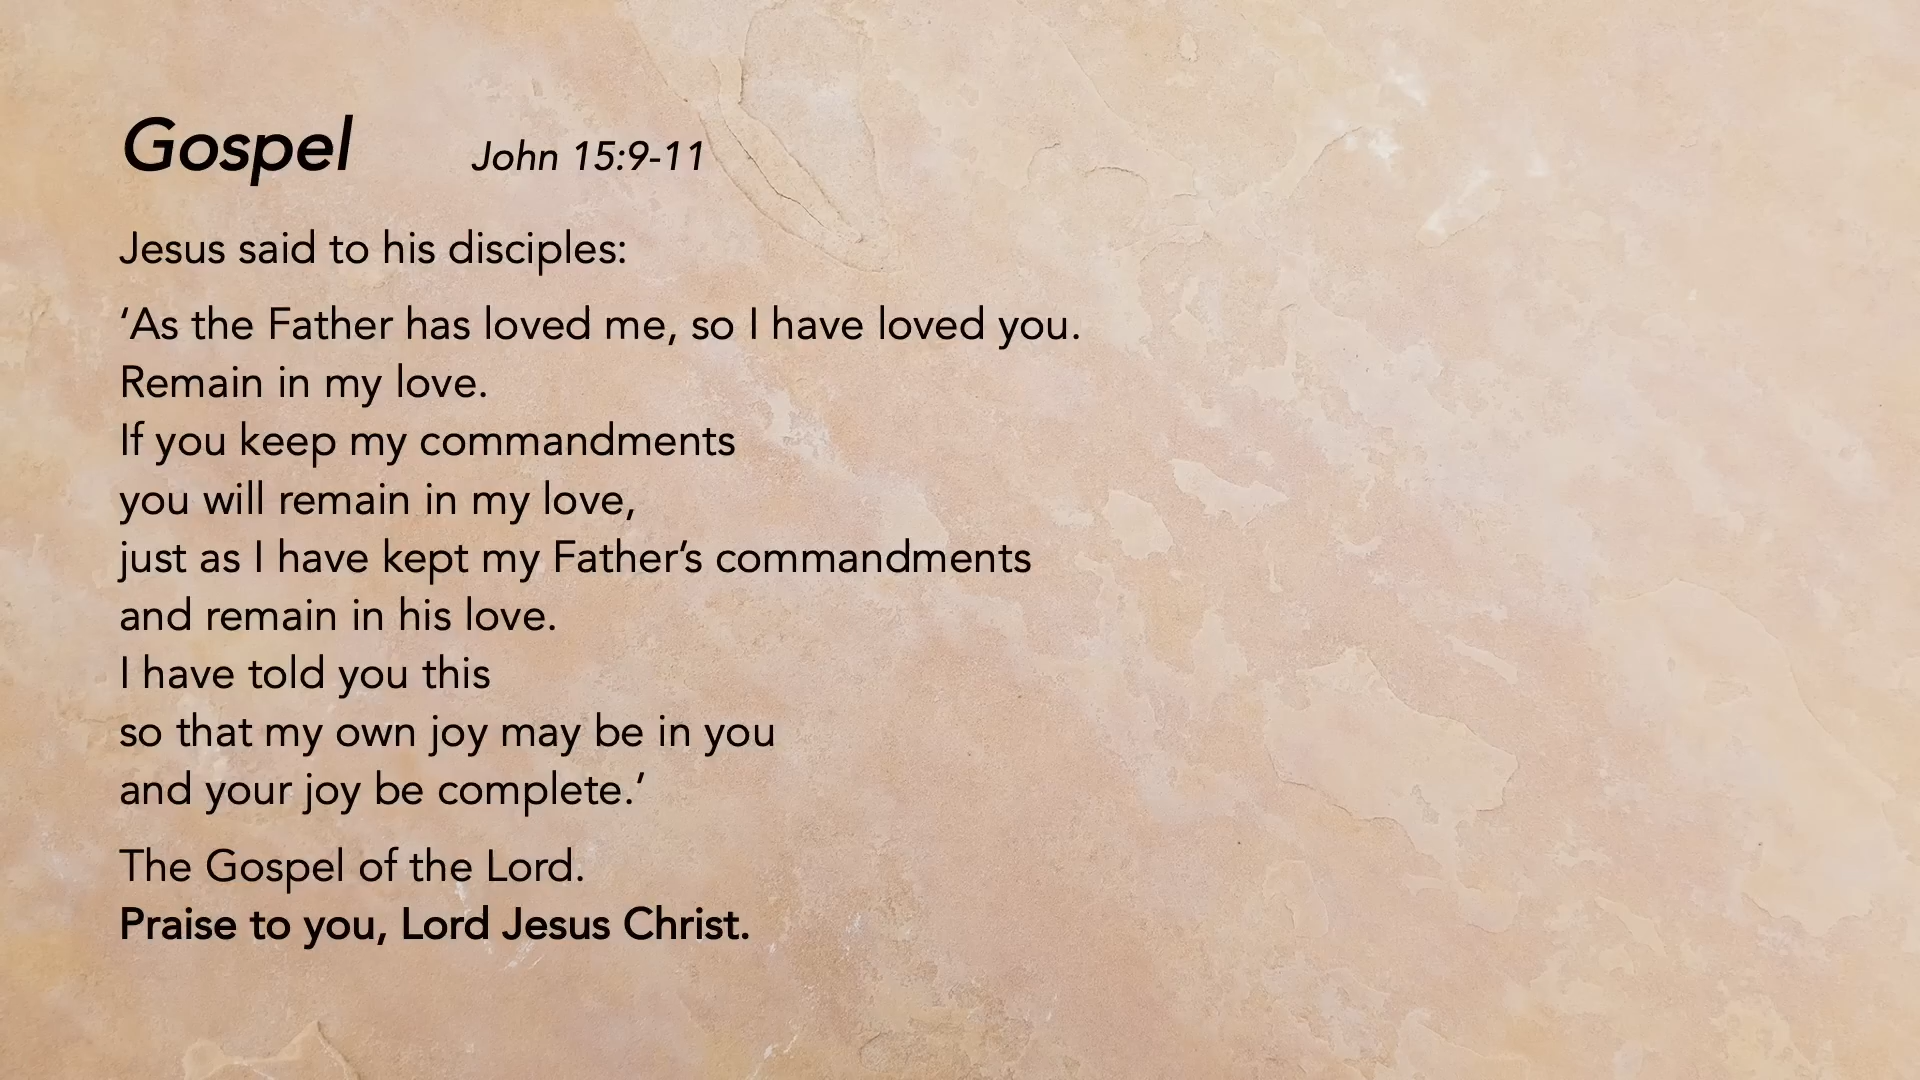 Gospel John 15:9-11
Jesus said to his disciples:
‘As the Father has loved me, so I have loved you.
Remain in my love.
If you keep my commandments
you will remain in my love,
just as I have kept my Father’s commandments
and remain in his love.
I have told you this
so that my own joy may be in you
and your joy be complete.’
The Gospel of the Lord.
Praise to you, Lord Jesus Christ.